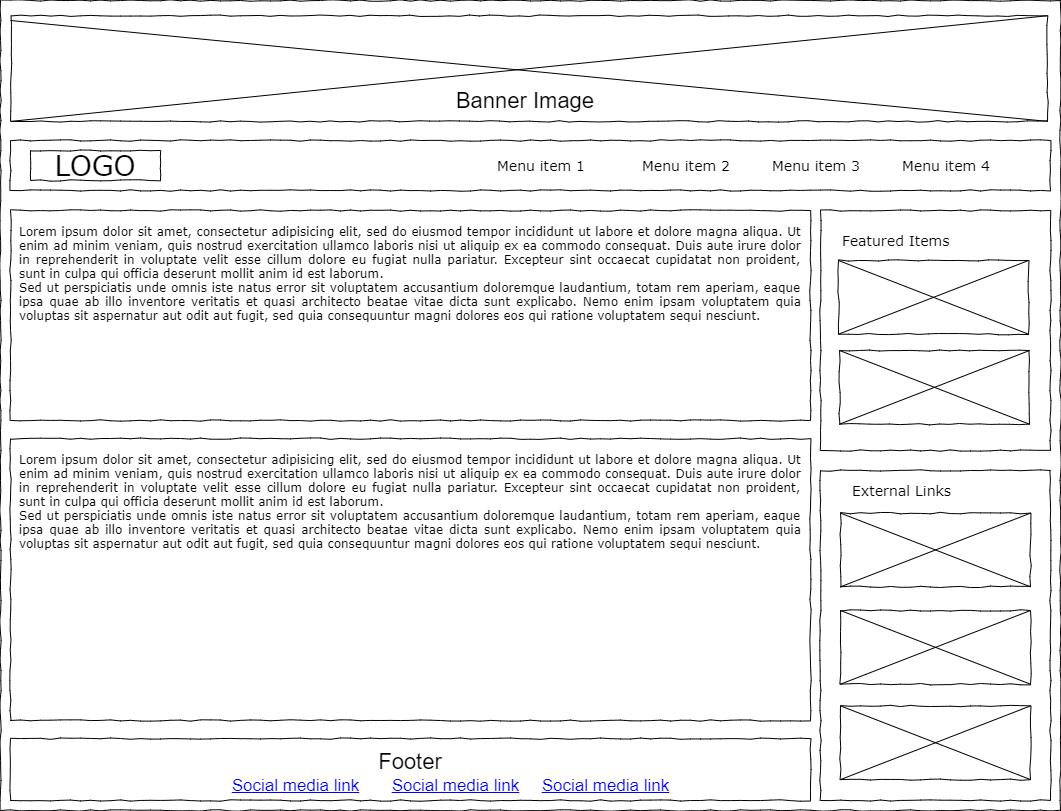 Banner Image
LOGO
Menu item 1 Menu item 2 Menu item 3 Menu item 4
Lorem ipsum dolor sit amet, consectetur adipisicing elit, sed do eiusmod tempor incididunt ut labore et dolore magna aliqua. Ut
enim ad minim veniam, quis nostrud exercitation ullamco laboris nisi ut aliquip ex ea commodo consequat. Duis aute irure dolor
in reprehenderit in voluptate velit esse cillum dolore eu fugiat nulla pariatur. Excepteur sint occaecat cupidatat non proident,
sunt in culpa qui officia deserunt mollit anim id est laborum.
Sed ut perspiciatis unde omnis iste natus error sit voluptatem accusantium doloremque laudantium, totam rem aperiam, eaque
ipsa quae ab illo inventore veritatis et quasi architecto beatae vitae dicta sunt explicabo. Nemo enim ipsam voluptatem quia
voluptas sit aspernatur aut odit aut fugit, sed quia consequuntur magni dolores eos qui ratione voluptatem sequi nesciunt.
Lorem ipsum dolor sit amet, consectetur adipisicing elit, sed do eiusmod tempor incididunt ut labore et dolore magna aliqua. Ut
enim ad minim veniam, quis nostrud exercitation ullamco laboris nisi ut aliquip ex ea commodo consequat. Duis aute irure dolor
in reprehenderit in voluptate velit esse cillum dolore eu fugiat nulla pariatur. Excepteur sint occaecat cupidatat non proident,
sunt in culpa qui officia deserunt mollit anim id est laborum.
Sed ut perspiciatis unde omnis iste natus error sit voluptatem accusantium doloremque laudantium, totam rem aperiam, eaque
ipsa quae ab illo inventore veritatis et quasi architecto beatae vitae dicta sunt explicabo. Nemo enim ipsam voluptatem quia
voluptas sit aspernatur aut odit aut fugit, sed quia consequuntur magni dolores eos qui ratione voluptatem sequi nesciunt.
Featured Items
External Links
Footer
Social media link Social media link Social media link